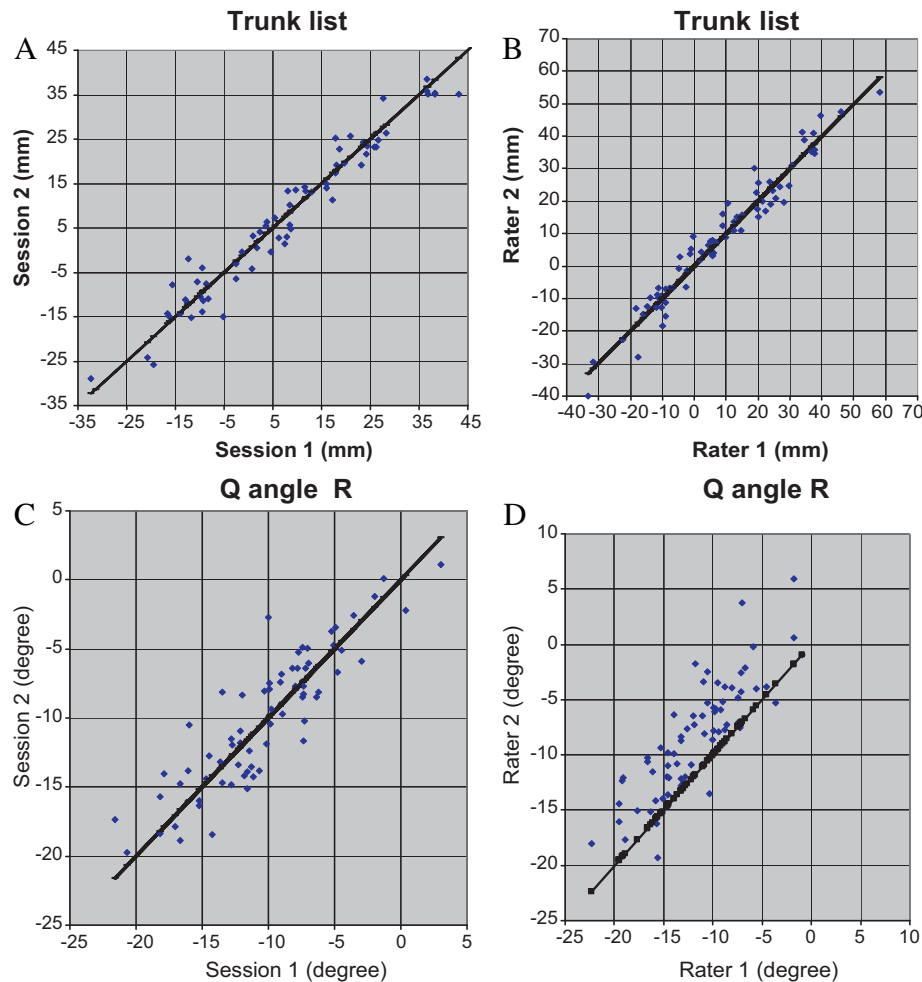 Trunk list
A
45
35
25
15
5
-5
-15
-25
-35
Session 2 (mm)
-35 -15 -5 5 15 25 35 45
Session 1 (mm)
Trunk list
B
70
60
50
40
30
20
10
0
-10
-20
-30
-40
Rater 2 (mm)
-40 -30 -20 -10 0 10 20 30 40 50 60 70
Rater 1 (mm)
Q angle R
C
5
0
-5
-10
-15
-20
-25
Session 2 (degree)
-25 -20 -15 -10 -5 0 5
Session 1 (degree)
Q angle R
D
10
5
0
-5
-10
-15
-20
-25
Rater 2 (degree)
-25 -20 -15 -10 -5 0 5 10
Rater 1 (degree)